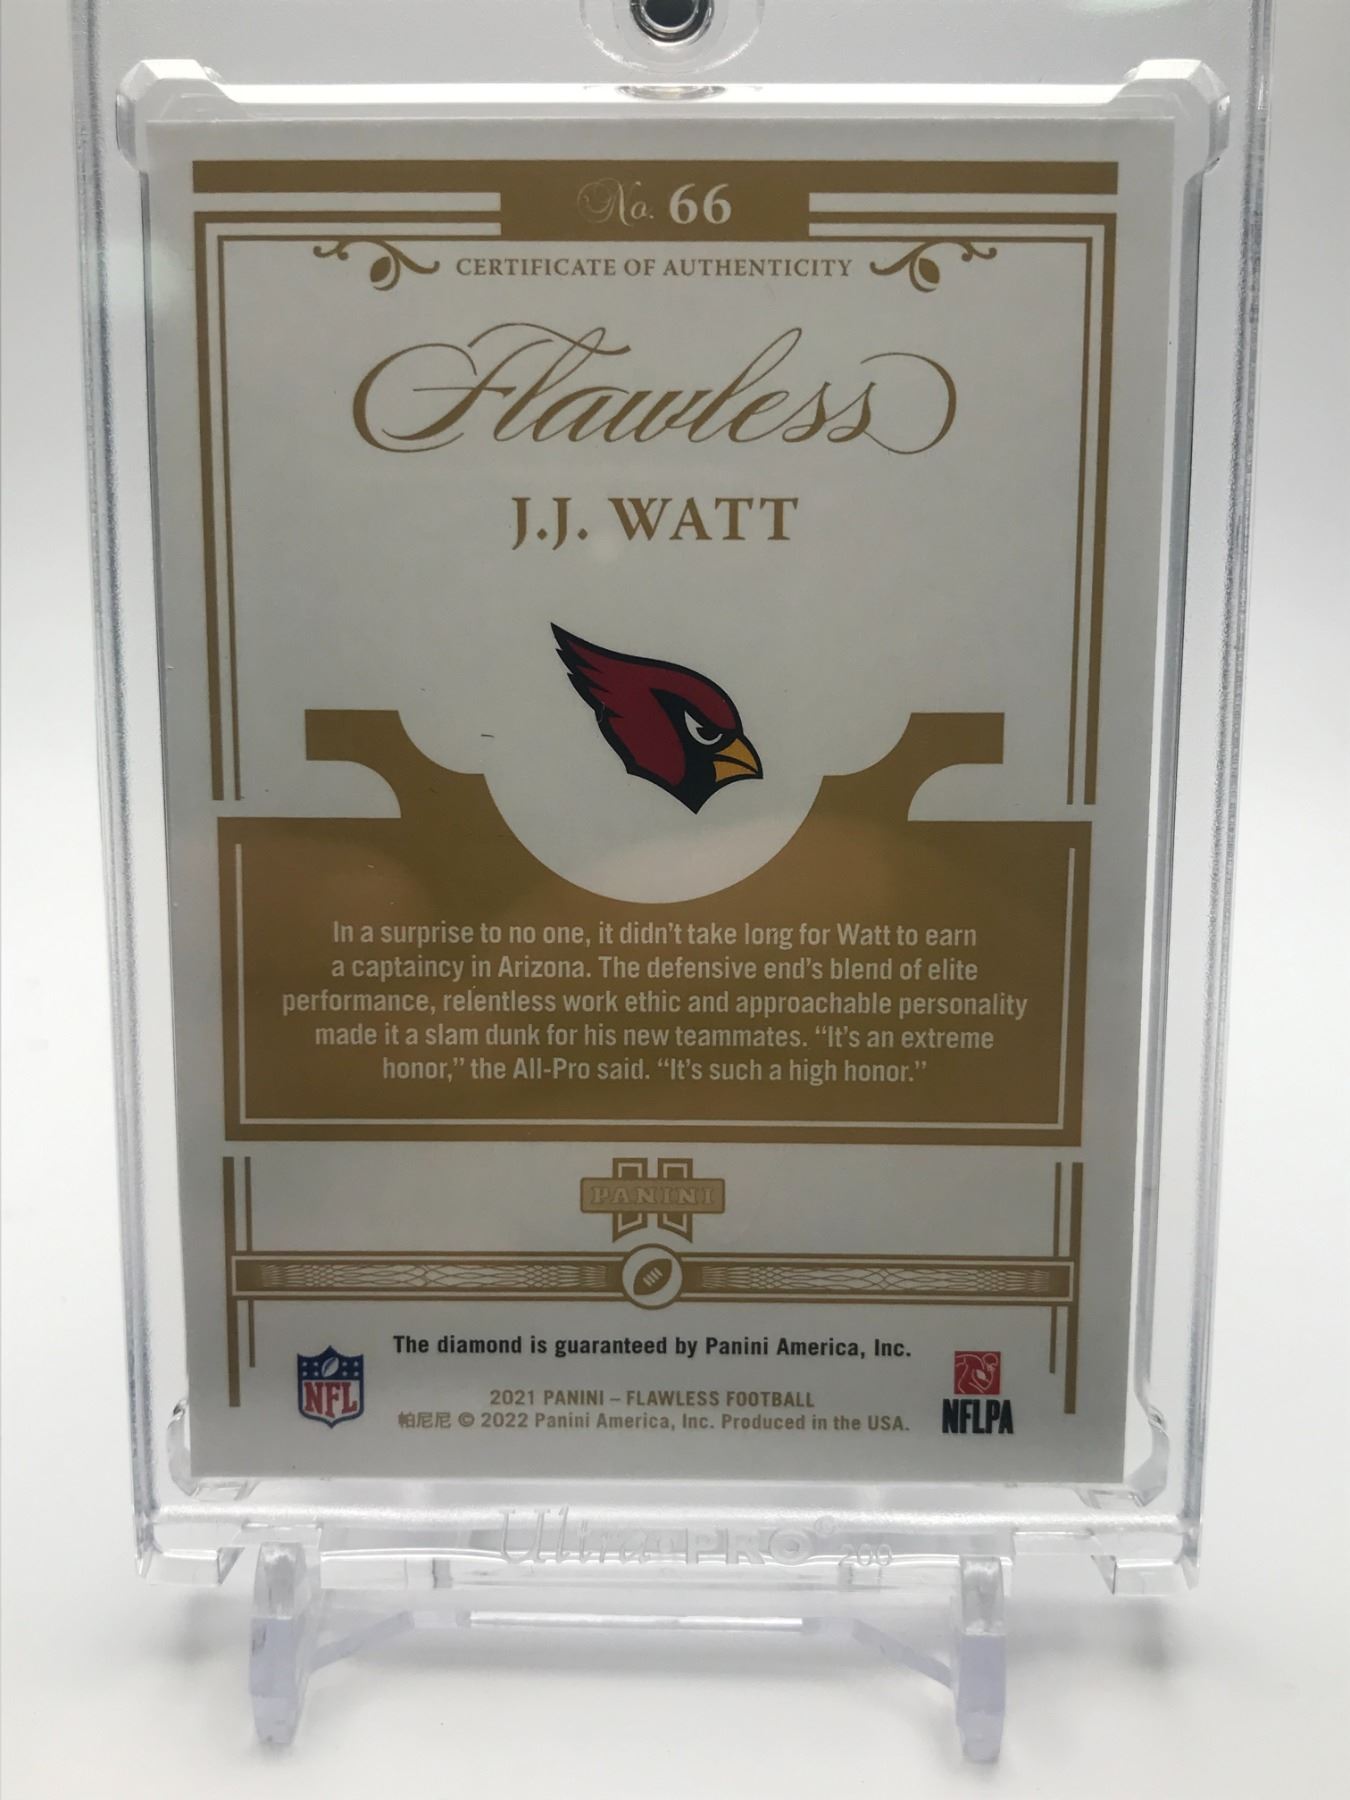 No. 66
CERTIFICATE OF AUTHENTICITY
Flawless
J.J. WATT
In a surprise to no one, it didn't take long for Watt to earn
a captaincy in Arizona. The defensive end's blend of elite
performance, relentless work ethic and approachable personality
made it a slam dunk for his new teammates. “It's an extreme
honor,” the All-Pro said. “It's such a high honor.”
PANINI
The diamond is guaranteed by Panini America, Inc.
NFL
2021 PANINI – FLAWLESS FOOTBALL
帕尼尼 © 2022 Panini America, Inc. Produced in the USA.
NFLPA
Ultra PRO® 200